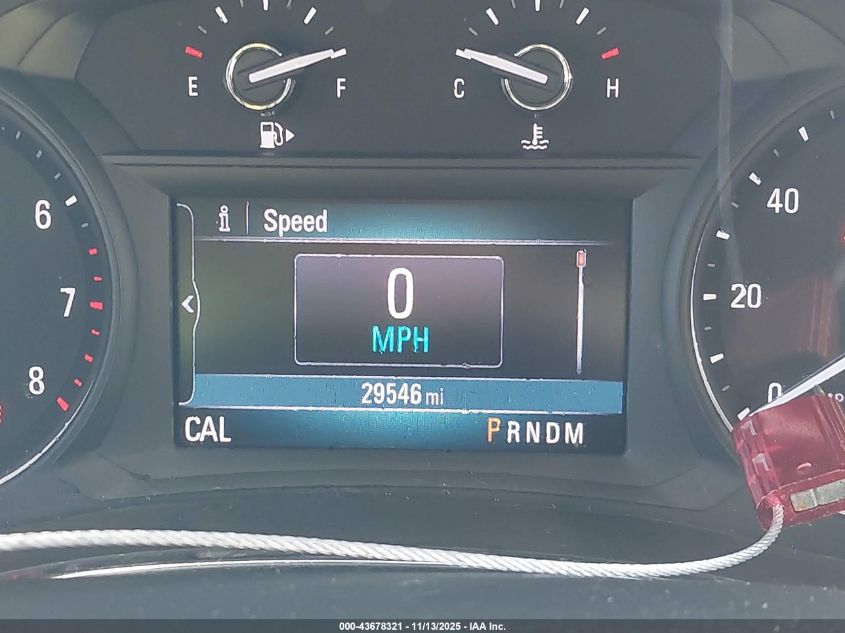 E F C H
6
7
8
40
20
0
Speed
0
MPH
29546 mi
CAL PRNDM
000-43678321 - 11/13/2025 - IAA Inc.